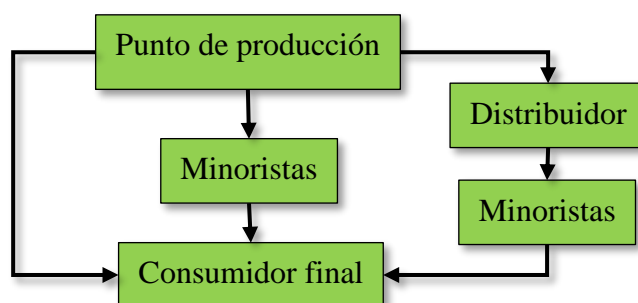 Punto de producción
Distribuidor
Minoristas
Minoristas
Consumidor final